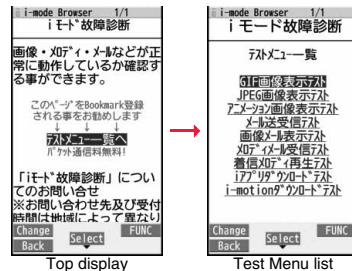 i-mode Browser 1/1
iﾓｰﾄﾞ故障診断
画像・ﾒﾛﾃﾞｨ・ﾒｰﾙなどが正
常に動作しているか確認す
る事ができます。
このﾍﾟｰｼﾞをBookmark登録
される事をお勧めします
↓ ↓ ↓
ﾃｽﾄﾒﾆｭｰ一覧へ
ﾊﾟｹｯﾄ通信料無料!
「iﾓｰﾄﾞ故障診断」につい
てのお問い合せ
※お問い合わせ先及び受付
時間は地域によって異なり
Change Select FUNC
Back
Top display
i-mode Browser 1/1
iモード故障診断
ﾃｽﾄﾒﾆｭｰ一覧
GIF画像表示ﾃｽﾄ
JPEG画像表示ﾃｽﾄ
ｱﾆﾒｰｼｮﾝ画像表示ﾃｽﾄ
ﾒｰﾙ送受信ﾃｽﾄ
画像ﾒｰﾙ表示ﾃｽﾄ
ﾒﾛﾃﾞｨﾒｰﾙ受信ﾃｽﾄ
着信ﾒﾛﾃﾞｨ再生ﾃｽﾄ
iｱﾌﾟﾘﾀﾞｳﾝﾛｰﾄﾞﾃｽﾄ
i-motionﾀﾞｳﾝﾛｰﾄﾞﾃｽﾄ
Change Select FUNC
Back
Test Menu list